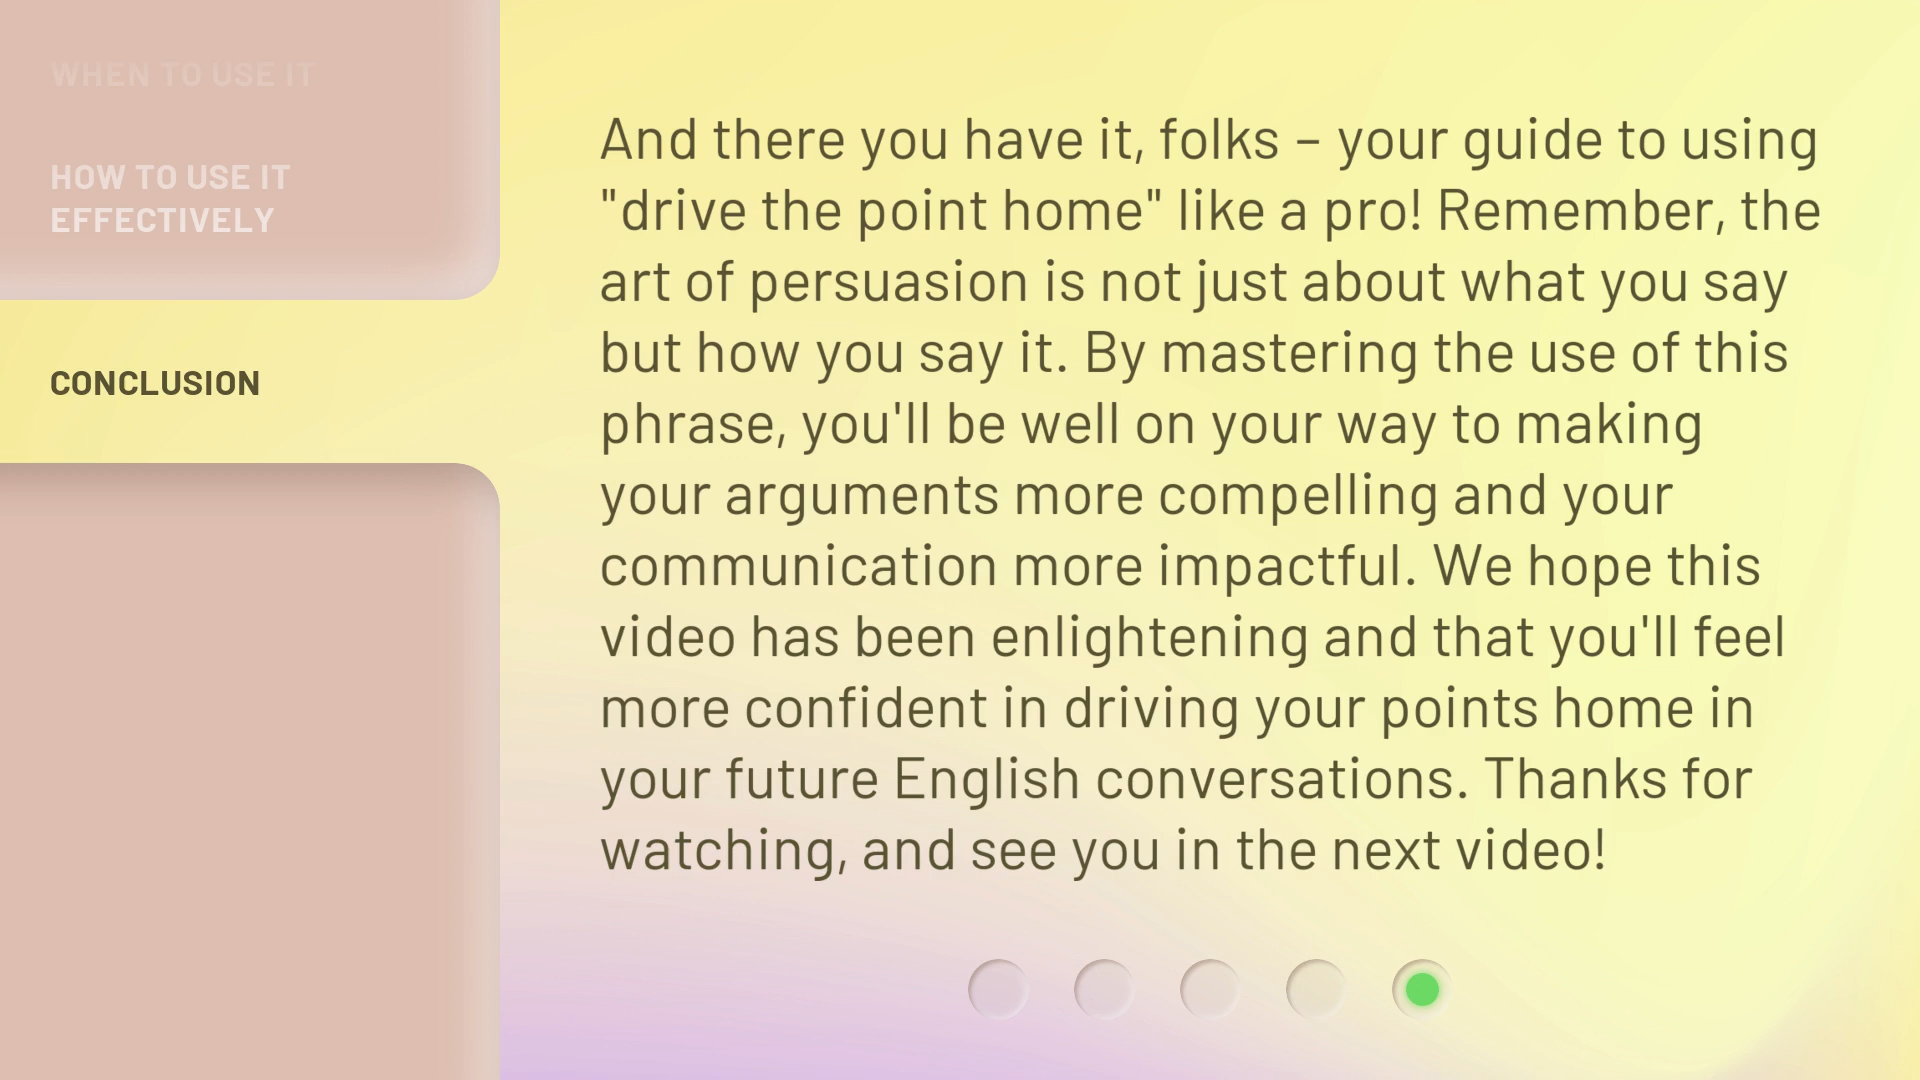 WHEN TO USE IT
HOW TO USE IT
EFFECTIVELY
CONCLUSION
And there you have it, folks – your guide to using
"drive the point home" like a pro! Remember, the
art of persuasion is not just about what you say
but how you say it. By mastering the use of this
phrase, you'll be well on your way to making
your arguments more compelling and your
communication more impactful. We hope this
video has been enlightening and that you'll feel
more confident in driving your points home in
your future English conversations. Thanks for
watching, and see you in the next video!